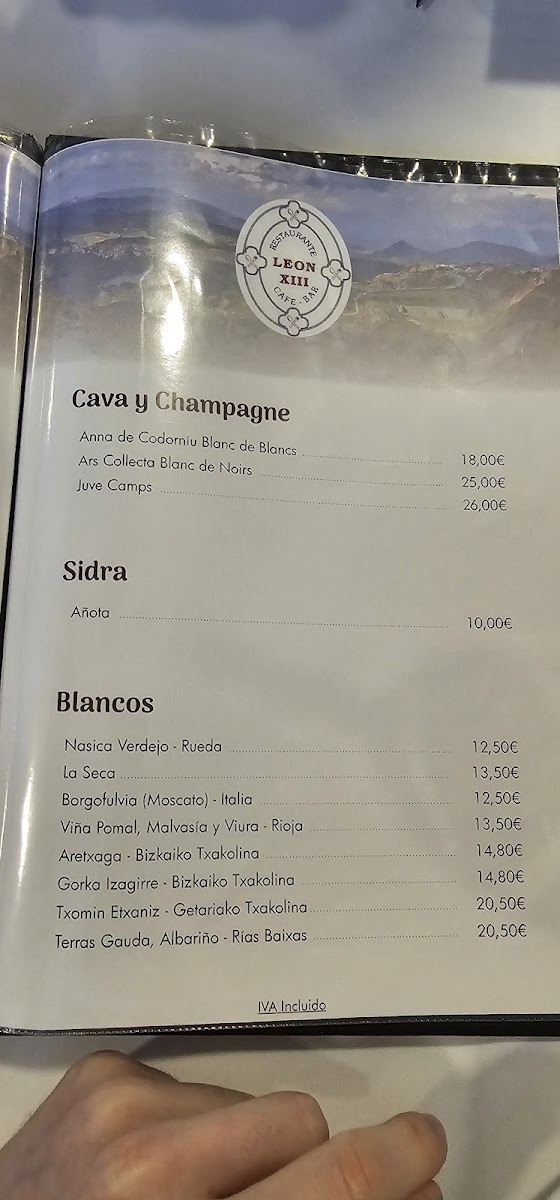 RESTAURANTE
LEON
XIII
CAFE - BAR
Cava y Champagne
Anna de Codorníu Blanc de Blancs 18,00€
Ars Collecta Blanc de Noirs 25,00€
Juve Camps 26,00€
Sidra
Añota 10,00€
Blancos
Nasica Verdejo - Rueda 12,50€
La Seca 13,50€
Borgofulvia (Moscato) - Italia 12,50€
Viña Pomal, Malvasía y Viura - Rioja 13,50€
Aretxaga - Bizkaiko Txakolina 14,80€
Gorka Izagirre - Bizkaiko Txakolina 14,80€
Txomin Etxaniz - Getariako Txakolina 20,50€
Terras Gauda, Albariño - Rías Baixas 20,50€
IVA Incluido